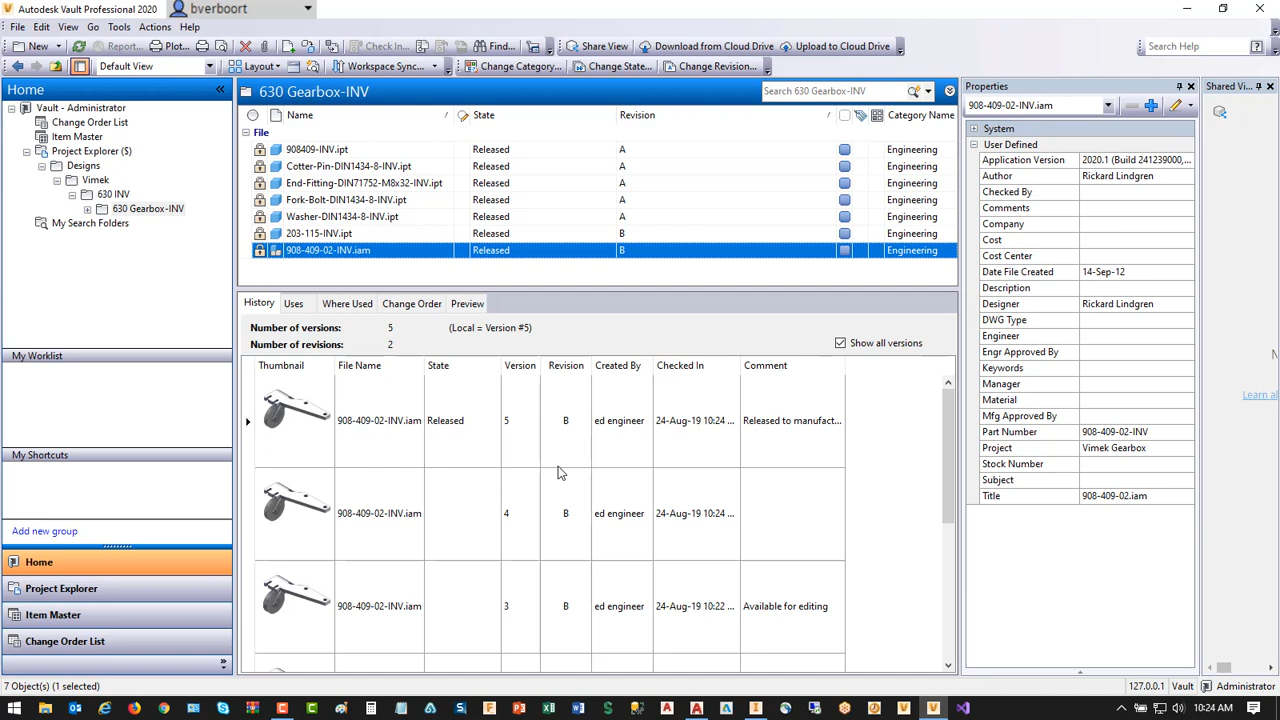 Autodesk Vault Professional 2020
bverboort
File Edit View Go Tools Actions Help
New Report... Plot... Check In... Find... Share View Download from Cloud Drive Upload to Cloud Drive Search Help
Default View Layout Workspace Sync... Change Category... Change State... Change Revision...
Home
Vault - Administrator
Change Order List
Item Master
Project Explorer ($)
Designs
Vimek
630 INV
630 Gearbox-INV
My Search Folders
My Worklist
My Shortcuts
Add new group
Home
Project Explorer
Item Master
Change Order List
630 Gearbox-INV
Search 630 Gearbox-INV
Name State Revision Category Name
File
908409-INV.ipt Released A Engineering
Cotter-Pin-DIN1434-8-INV.ipt Released A Engineering
End-Fitting-DIN71752-M8x32-INV.ipt Released A Engineering
Fork-Bolt-DIN1434-8-INV.ipt Released A Engineering
Washer-DIN1434-8-INV.ipt Released A Engineering
203-115-INV.ipt Released B Engineering
908-409-02-INV.iam Released B Engineering
History Uses Where Used Change Order Preview
Number of versions: 5 (Local = Version #5)
Number of revisions: 2
Show all versions
Thumbnail File Name State Version Revision Created By Checked In Comment
908-409-02-INV.iam Released 5 B ed engineer 24-Aug-19 10:24 ... Released to manufact...
908-409-02-INV.iam 4 B ed engineer 24-Aug-19 10:24 ...
908-409-02-INV.iam 3 B ed engineer 24-Aug-19 10:22 ... Available for editing
Properties
908-409-02-INV.iam
System
User Defined
Application Version 2020.1 (Build 241239000,...
Author Rickard Lindgren
Checked By
Comments
Company
Cost
Cost Center
Date File Created 14-Sep-12
Description
Designer Rickard Lindgren
DWG Type
Engineer
Engr Approved By
Keywords
Manager
Material
Mfg Approved By
Part Number 908-409-02-INV
Project Vimek Gearbox
Stock Number
Subject
Title 908-409-02.iam
Shared Vi...
N
Learn al
7 Object(s) (1 selected)
127.0.0.1 Vault Administrator
10:24 AM